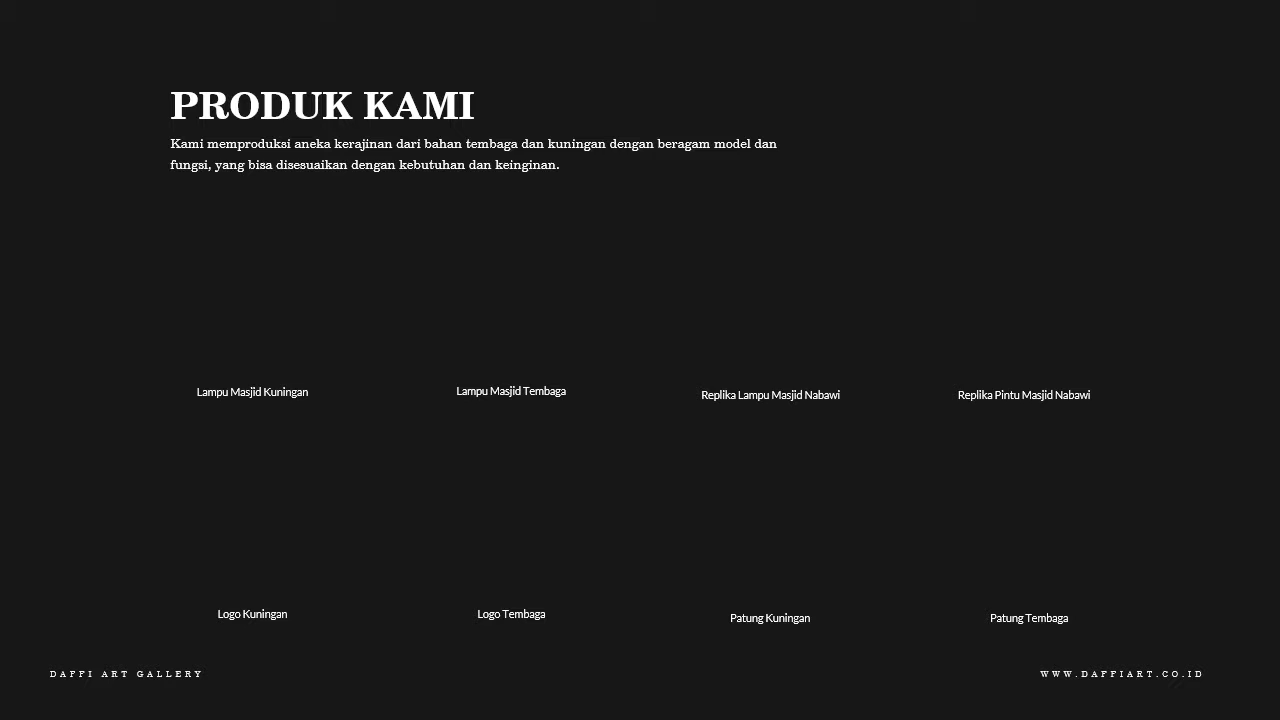 PRODUK KAMI
Kami memproduksi aneka kerajinan dari bahan tembaga dan kuningan dengan beragam model dan
fungsi, yang bisa disesuaikan dengan kebutuhan dan keinginan.
Lampu Masjid Kuningan
Lampu Masjid Tembaga
Replika Lampu Masjid Nabawi
Replika Pintu Masjid Nabawi
Logo Kuningan
Logo Tembaga
Patung Kuningan
Patung Tembaga
DAFFI ART GALLERY
WWW.DAFFIART.CO.ID